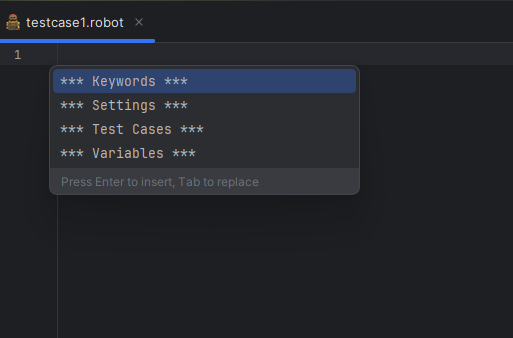 testcase1.robot
1
*** Keywords ***
*** Settings ***
*** Test Cases ***
*** Variables ***
Press Enter to insert, Tab to replace